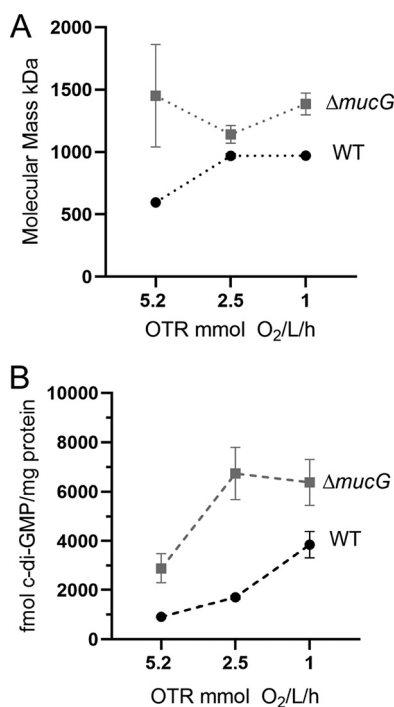 A
Molecular Mass kDa
2000
1500
1000
500
0
ΔmucG
WT
5.2 2.5 1
OTR mmol O₂/L/h
B
fmol c-di-GMP/mg protein
10000
8000
6000
4000
2000
0
ΔmucG
WT
5.2 2.5 1
OTR mmol O₂/L/h